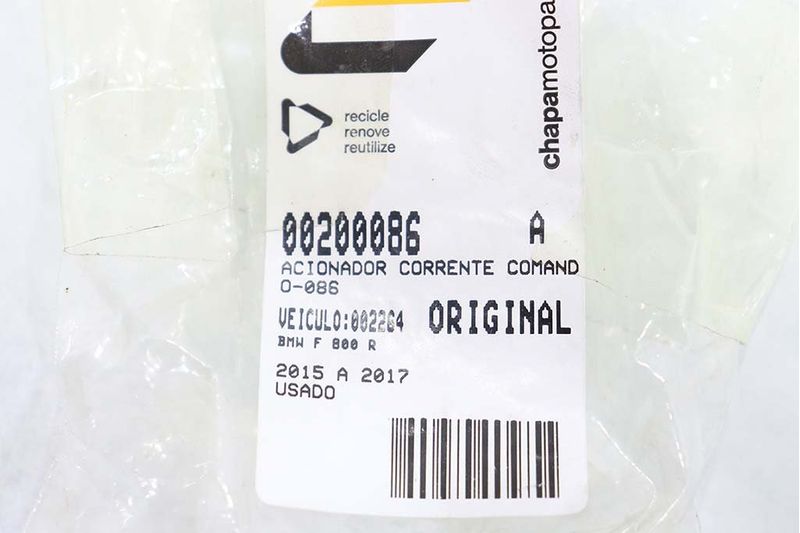 recicle
renove
reutilize
chapamotopa
00200086 A
ACIONADOR CORRENTE COMAND
O-086
VEICULO:002264 ORIGINAL
BMW F 800 R
2015 A 2017
USADO